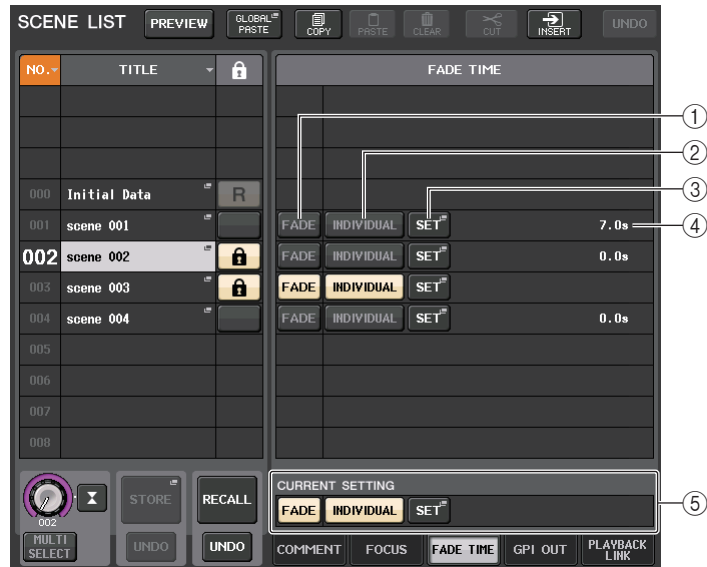 SCENE LIST PREVIEW GLOBAL PASTE COPY PASTE CLEAR CUT INSERT UNDO
NO. TITLE FADE TIME
①
②
③
000 Initial Data R
001 scene 001 FADE INDIVIDUAL SET 7.0s ④
002 scene 002 FADE INDIVIDUAL SET 0.0s
003 scene 003 FADE INDIVIDUAL SET
004 scene 004 FADE INDIVIDUAL SET 0.0s
005
006
007
008
CURRENT SETTING
STORE RECALL FADE INDIVIDUAL SET ⑤
002
MULTI SELECT UNDO UNDO COMMENT FOCUS FADE TIME GPI OUT PLAYBACK LINK